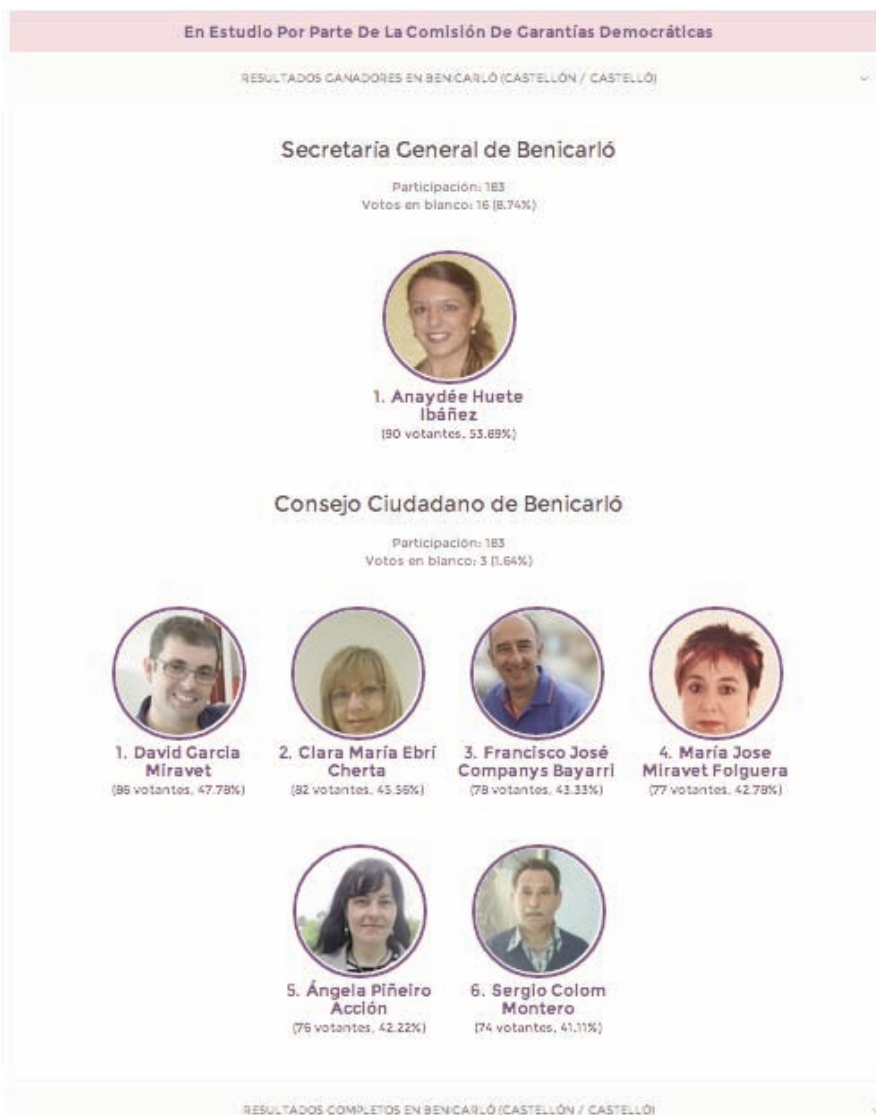 En Estudio Por Parte De La Comisión De Garantías Democráticas
RESULTADOS GANADORES EN BENICARLÓ (CASTELLÓN / CASTELLÓ)
Secretaría General de Benicarló
Participación: 183
Votos en blanco: 16 (8.74%)
1. Anaydée Huete
Ibáñez
(90 votantes, 53.89%)
Consejo Ciudadano de Benicarló
Participación: 183
Votos en blanco: 3 (1.64%)
1. David Garcia
Miravet
(86 votantes, 47.78%)
2. Clara María Ebrí
Cherta
(82 votantes, 45.56%)
3. Francisco José
Companys Bayarri
(78 votantes, 43.33%)
4. María Jose
Miravet Folguera
(77 votantes, 42.78%)
5. Ángela Piñeiro
Acción
(76 votantes, 42.22%)
6. Sergio Colom
Montero
(74 votantes, 41.11%)
RESULTADOS COMPLETOS EN BENICARLÓ (CASTELLÓN / CASTELLÓ)